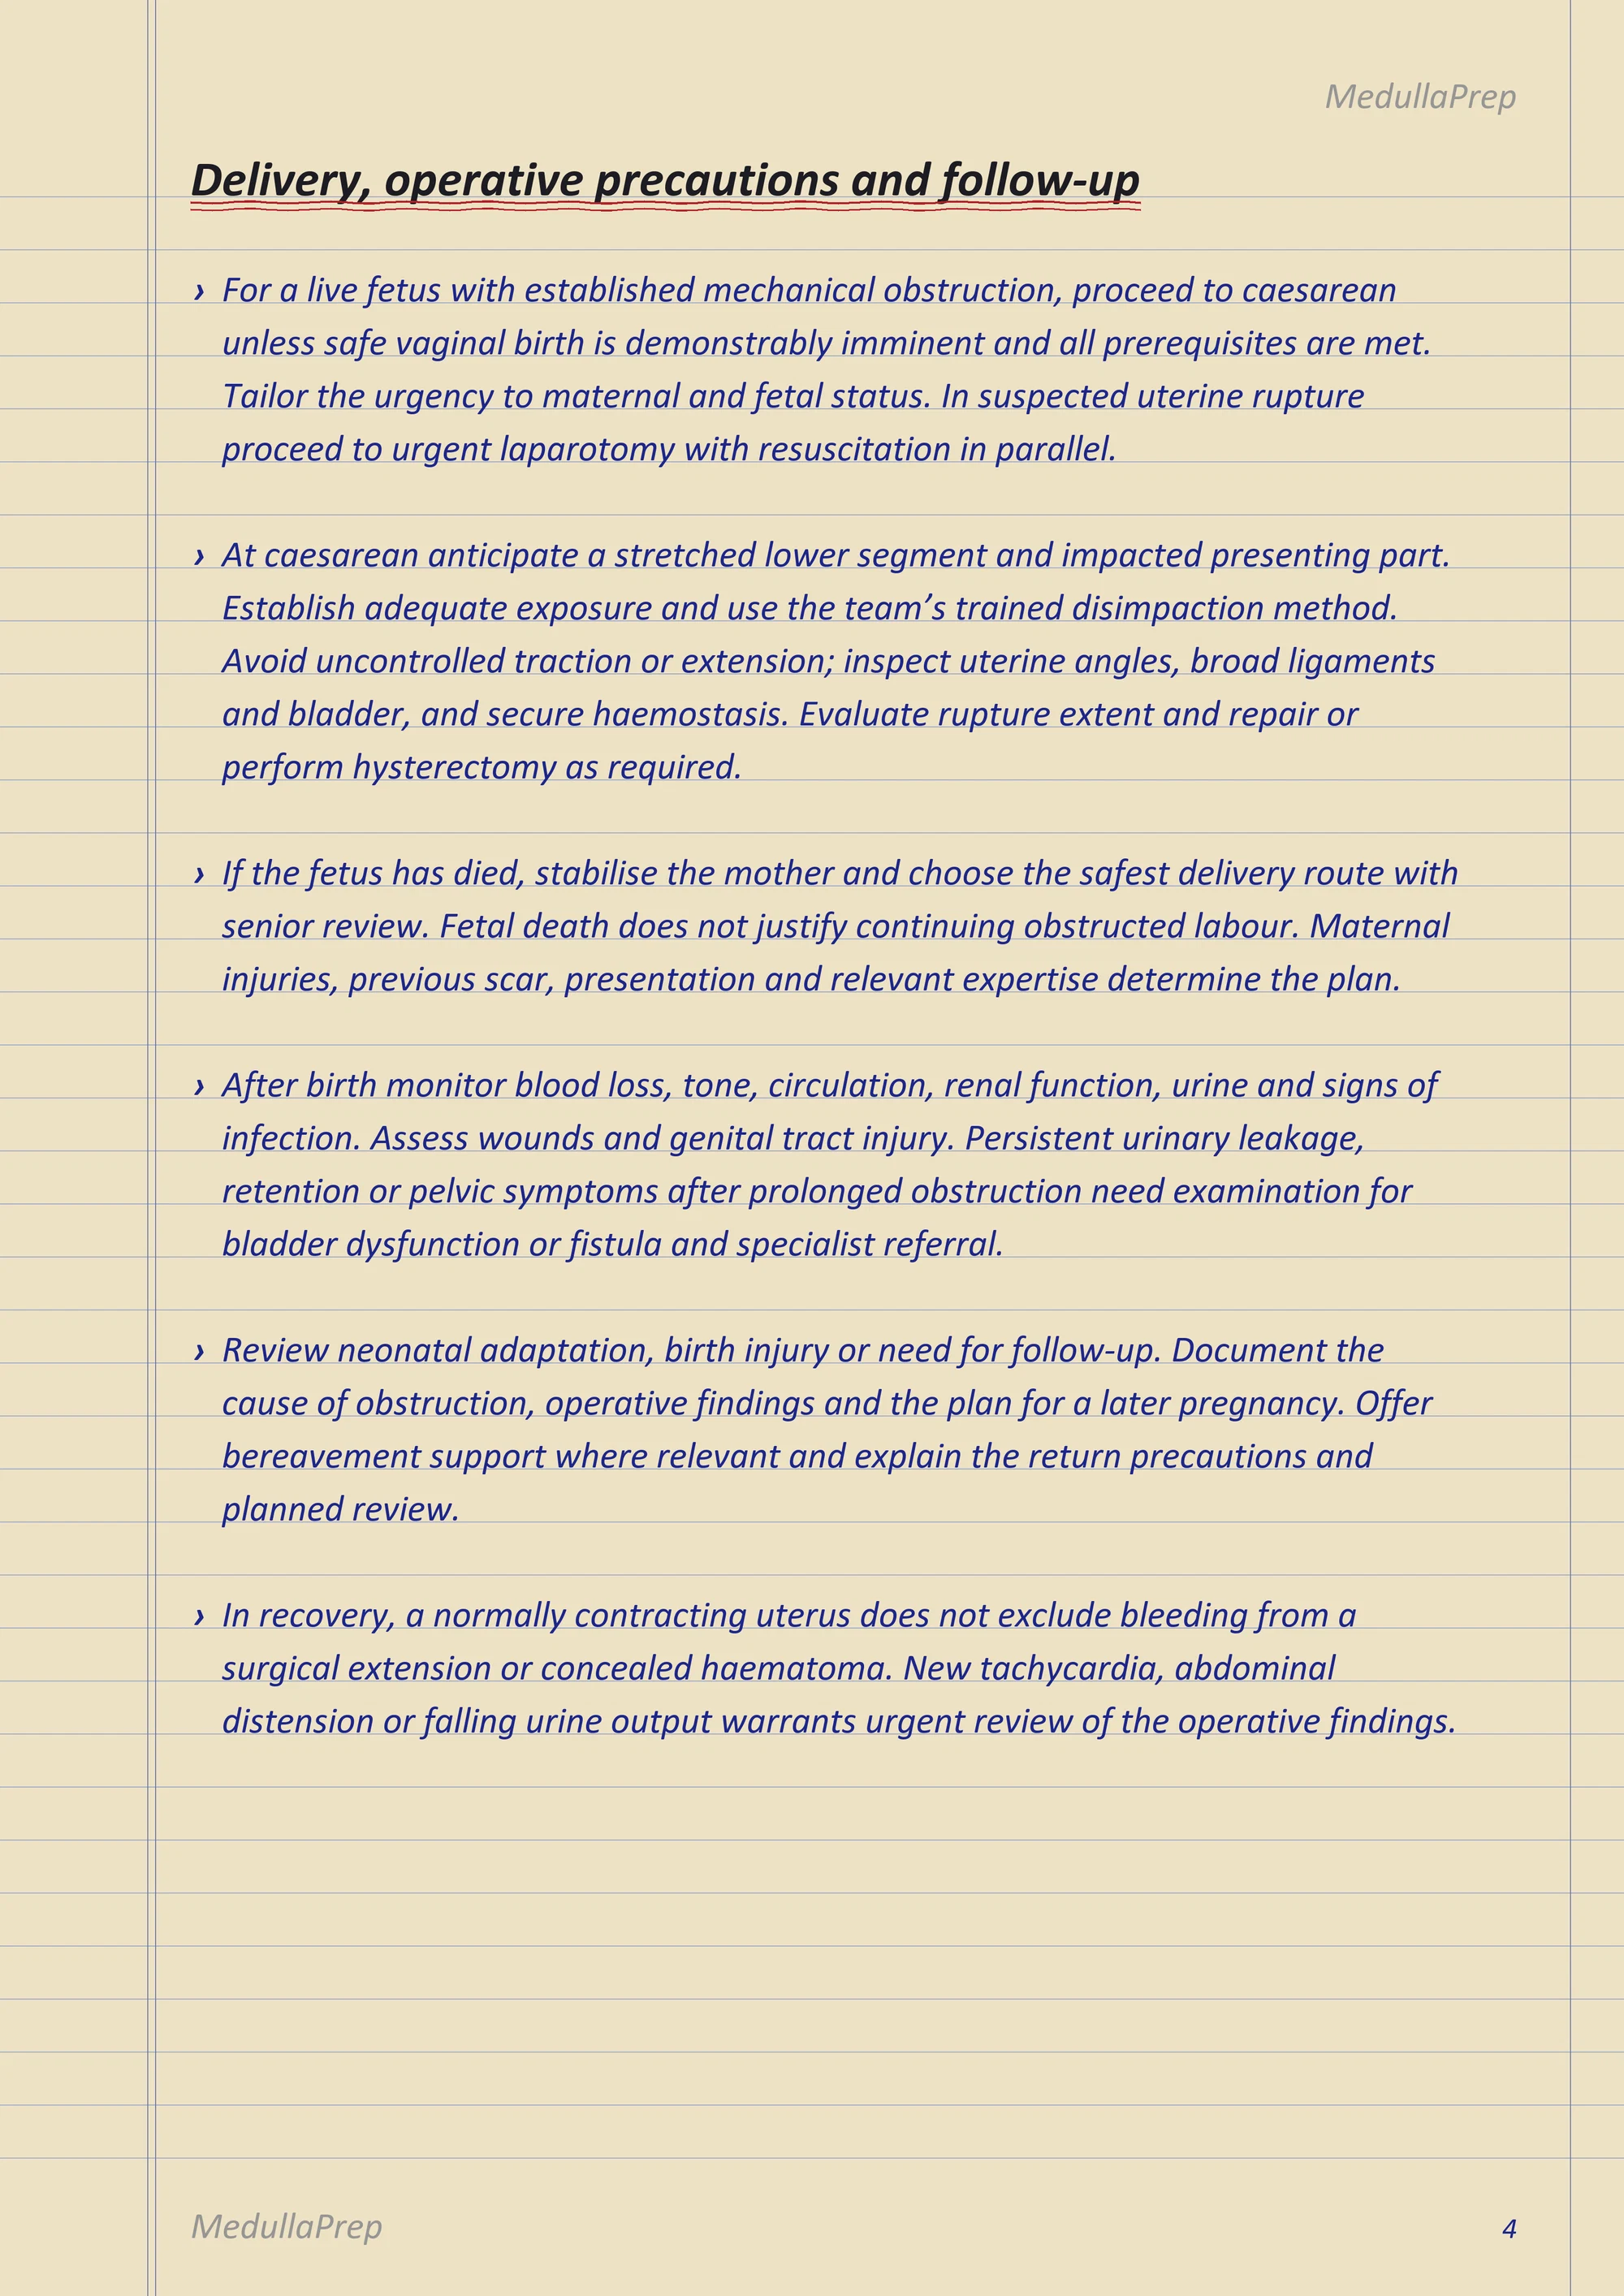 MedullaPrep
Delivery, operative precautions and follow-up
› For a live fetus with established mechanical obstruction, proceed to caesarean
unless safe vaginal birth is demonstrably imminent and all prerequisites are met.
Tailor the urgency to maternal and fetal status. In suspected uterine rupture
proceed to urgent laparotomy with resuscitation in parallel.
› At caesarean anticipate a stretched lower segment and impacted presenting part.
Establish adequate exposure and use the team’s trained disimpaction method.
Avoid uncontrolled traction or extension; inspect uterine angles, broad ligaments
and bladder, and secure haemostasis. Evaluate rupture extent and repair or
perform hysterectomy as required.
› If the fetus has died, stabilise the mother and choose the safest delivery route with
senior review. Fetal death does not justify continuing obstructed labour. Maternal
injuries, previous scar, presentation and relevant expertise determine the plan.
› After birth monitor blood loss, tone, circulation, renal function, urine and signs of
infection. Assess wounds and genital tract injury. Persistent urinary leakage,
retention or pelvic symptoms after prolonged obstruction need examination for
bladder dysfunction or fistula and specialist referral.
› Review neonatal adaptation, birth injury or need for follow-up. Document the
cause of obstruction, operative findings and the plan for a later pregnancy. Offer
bereavement support where relevant and explain the return precautions and
planned review.
› In recovery, a normally contracting uterus does not exclude bleeding from a
surgical extension or concealed haematoma. New tachycardia, abdominal
distension or falling urine output warrants urgent review of the operative findings.
MedullaPrep
4